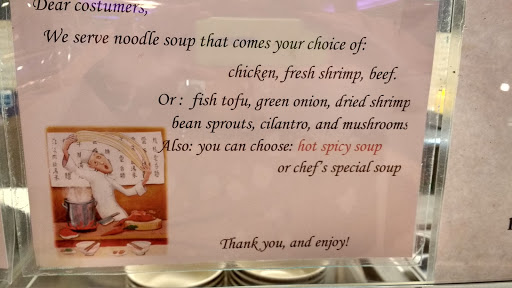 Dear costumers,
We serve noodle soup that comes your choice of:
chicken, fresh shrimp, beef.
Or : fish tofu, green onion, dried shrimp
bean sprouts, cilantro, and mushrooms
Also: you can choose: hot spicy soup
or chef's special soup
Thank you, and enjoy!